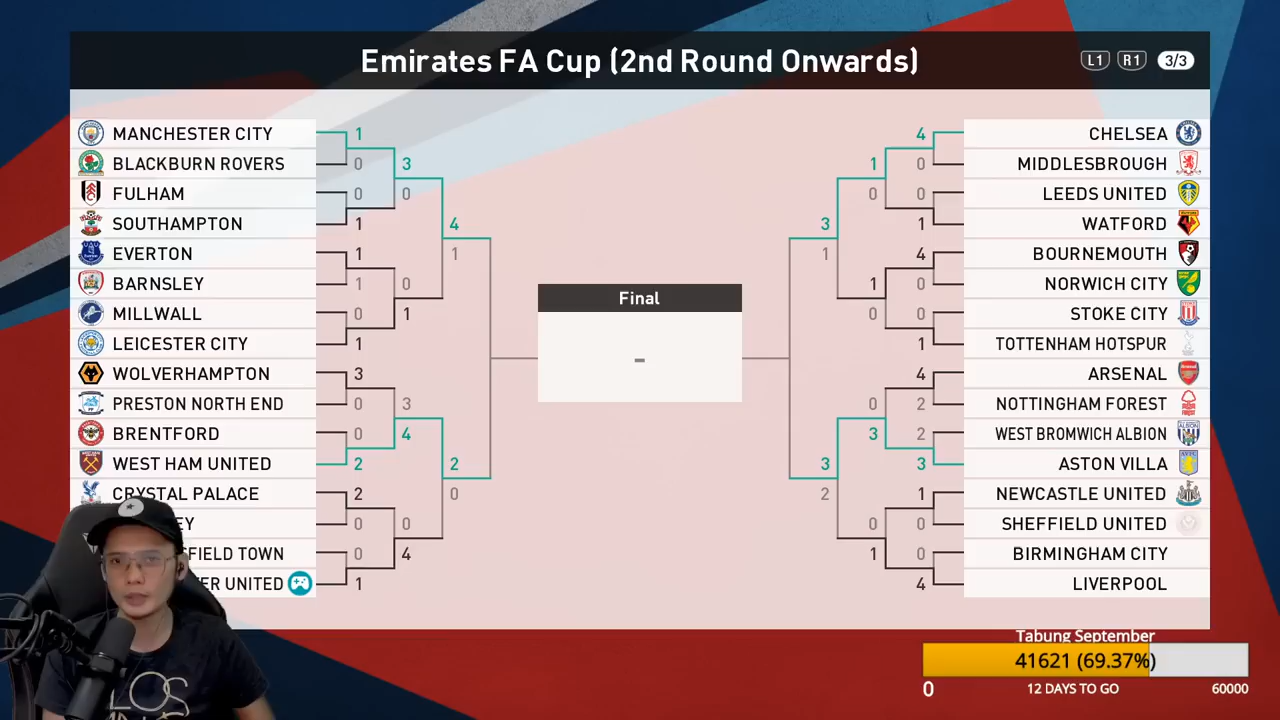 Emirates FA Cup (2nd Round Onwards)
L1 R1 3/3
MANCHESTER CITY 1
BLACKBURN ROVERS 0
3
FULHAM 0
0
SOUTHAMPTON 1
4
EVERTON 1
1
BARNSLEY 1
0
MILLWALL 0
1
LEICESTER CITY 1
WOLVERHAMPTON 3
PRESTON NORTH END 0
3
BRENTFORD 0
4
WEST HAM UNITED 2
2
CRYSTAL PALACE 2
0
EY 0
0
FIELD TOWN 0
4
ER UNITED 1
Final
-
4 CHELSEA
1
0 MIDDLESBROUGH
0
0 LEEDS UNITED
3
1 WATFORD
1
4 BOURNEMOUTH
1
0 NORWICH CITY
0
0 STOKE CITY
1 TOTTENHAM HOTSPUR
4 ARSENAL
0
2 NOTTINGHAM FOREST
3
2 WEST BROMWICH ALBION
3
3 ASTON VILLA
2
1 NEWCASTLE UNITED
0
0 SHEFFIELD UNITED
1
0 BIRMINGHAM CITY
4 LIVERPOOL
Tabung September
41621 (69.37%)
0 12 DAYS TO GO 60000